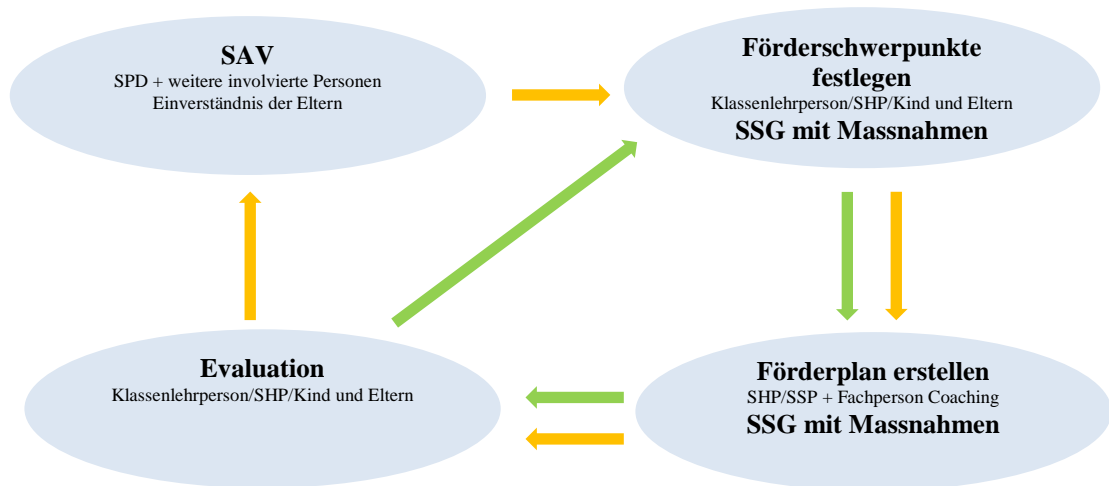 SAV
SPD + weitere involvierte Personen
Einverständnis der Eltern
Förderschwerpunkte
festlegen
Klassenlehrperson/SHP/Kind und Eltern
SSG mit Massnahmen
Evaluation
Klassenlehrperson/SHP/Kind und Eltern
Förderplan erstellen
SHP/SSP + Fachperson Coaching
SSG mit Massnahmen